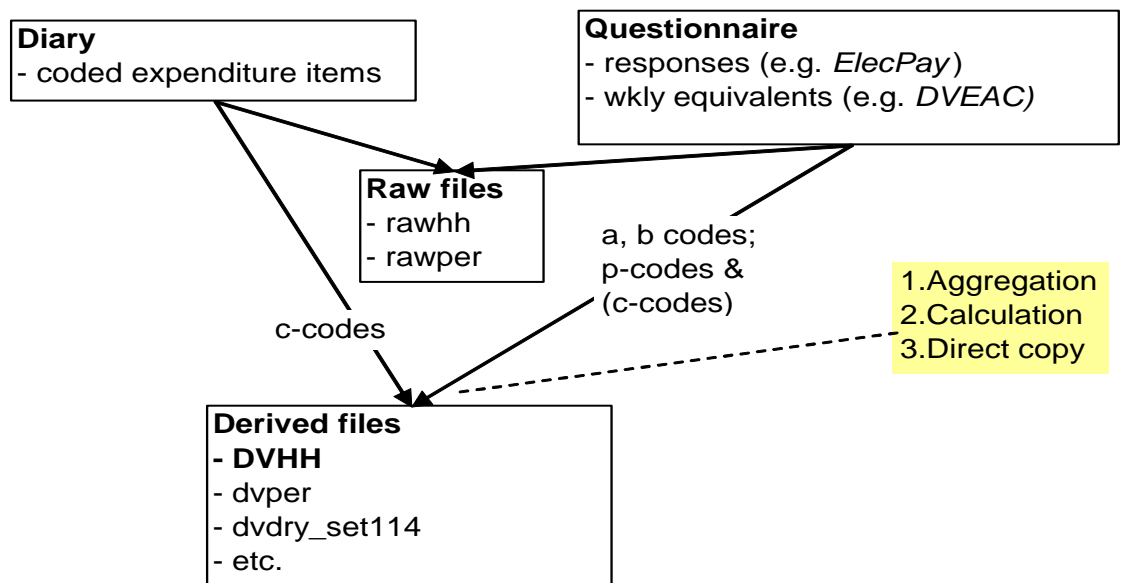 Diary
- coded expenditure items
Questionnaire
- responses (e.g. ElecPay)
- wkly equivalents (e.g. DVEAC)
Raw files
- rawhh
- rawper
a, b codes;
p-codes &
(c-codes)
1.Aggregation
2.Calculation
3.Direct copy
c-codes
Derived files
- DVHH
- dvper
- dvdry_set114
- etc.